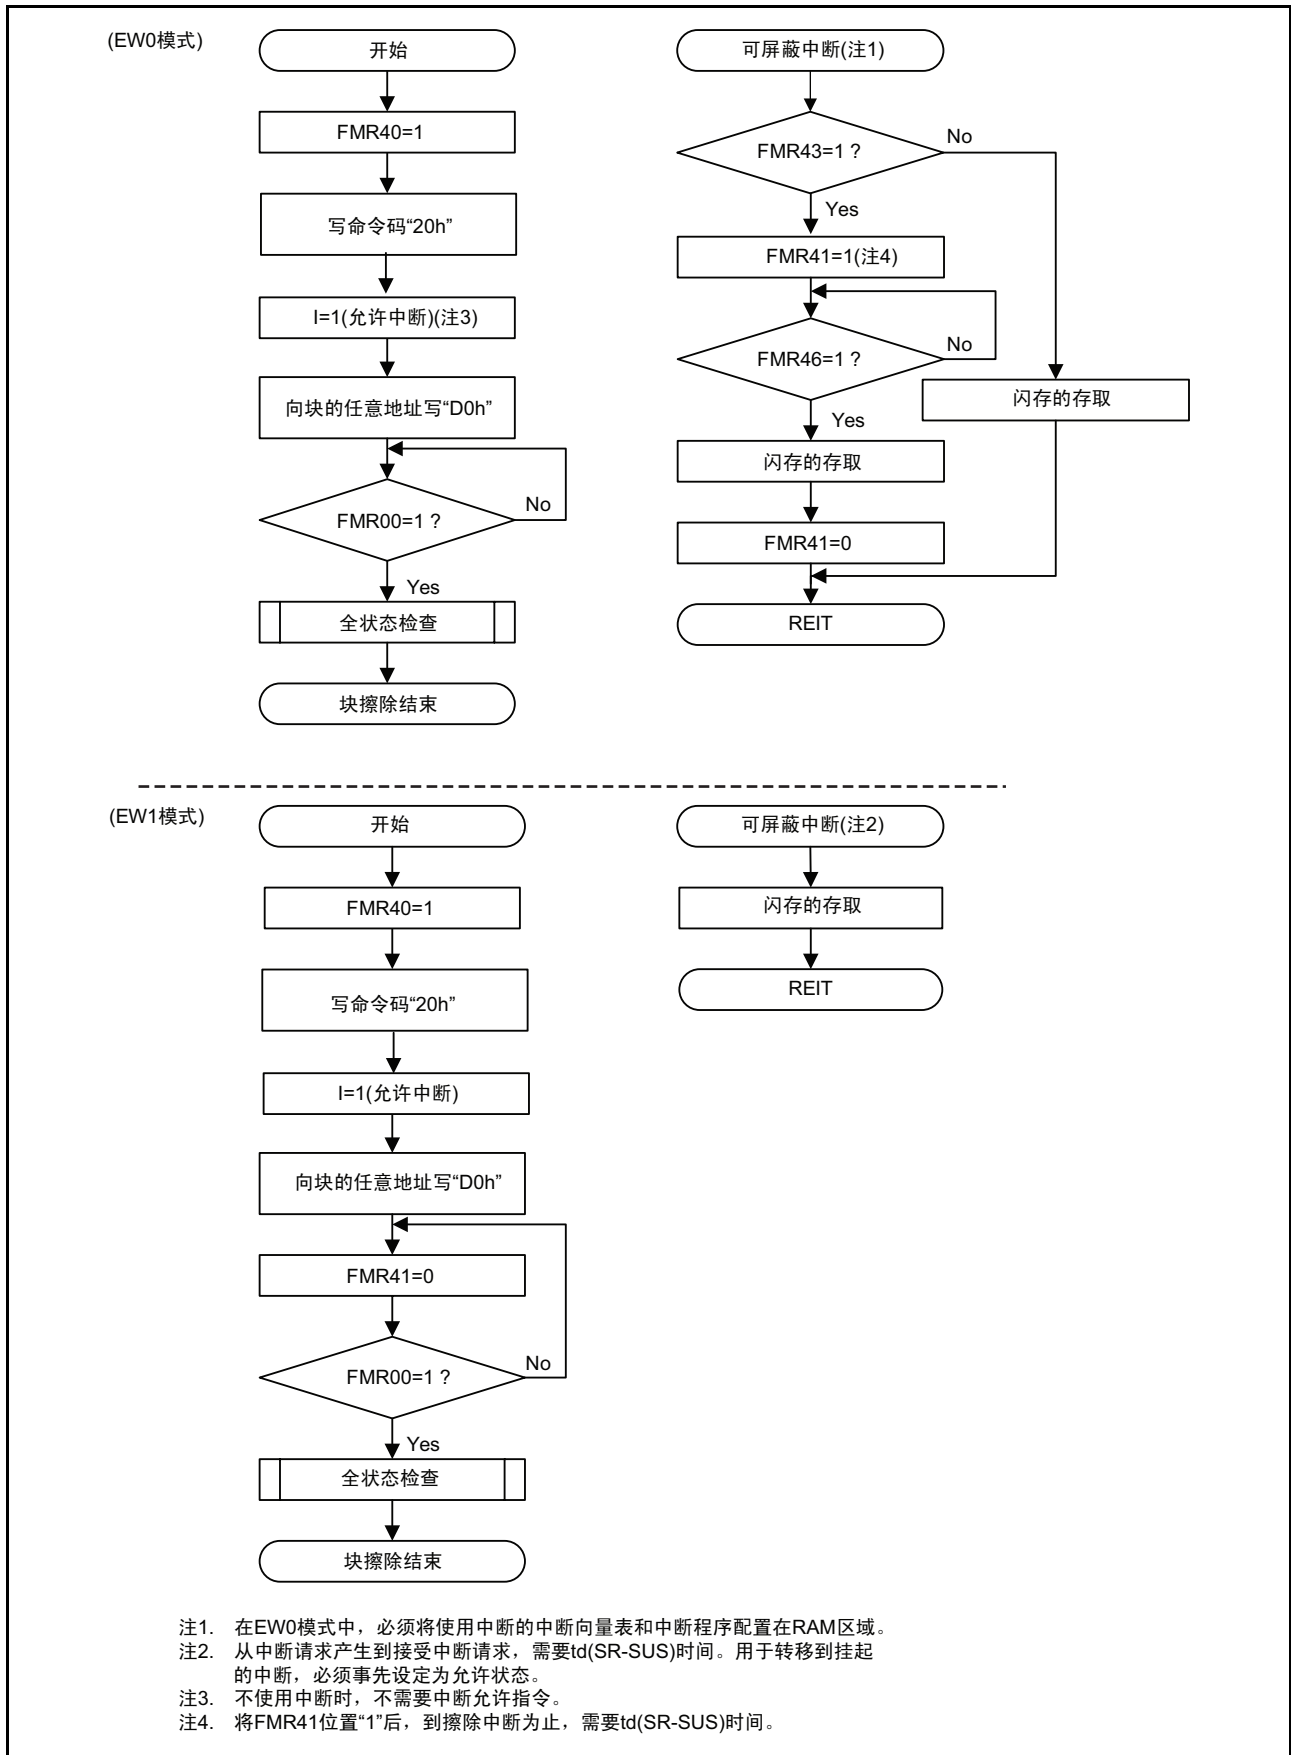 (EW0模式)
开始
FMR40=1
写命令码“20h”
I=1(允许中断)(注3)
向块的任意地址写“D0h”
FMR00=1 ?
No
Yes
全状态检查
块擦除结束
可屏蔽中断(注1)
FMR43=1 ?
No
Yes
FMR41=1(注4)
FMR46=1 ?
No
Yes
闪存的存取
闪存的存取
FMR41=0
REIT
(EW1模式)
开始
FMR40=1
写命令码“20h”
I=1(允许中断)
向块的任意地址写“D0h”
FMR41=0
FMR00=1 ?
No
Yes
全状态检查
块擦除结束
可屏蔽中断(注2)
闪存的存取
REIT
注1. 在EW0模式中，必须将使用中断的中断向量表和中断程序配置在RAM区域。
注2. 从中断请求产生到接受中断请求，需要td(SR-SUS)时间。用于转移到挂起
的中断，必须事先设定为允许状态。
注3. 不使用中断时，不需要中断允许指令。
注4. 将FMR41位置“1”后，到擦除中断为止，需要td(SR-SUS)时间。